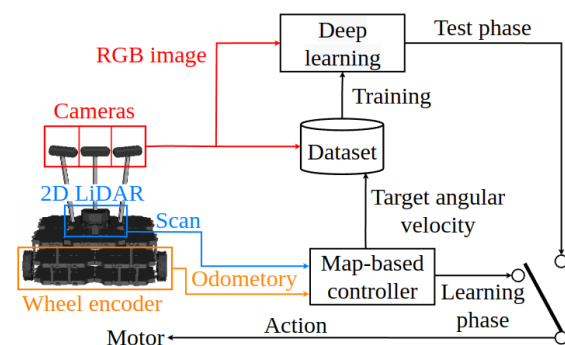 Deep
learning
Test phase
RGB image
Training
Cameras
Dataset
2D LiDAR
Target angular
velocity
Scan
Map-based
controller
Odometory
Wheel encoder
Learning
phase
Action
Motor